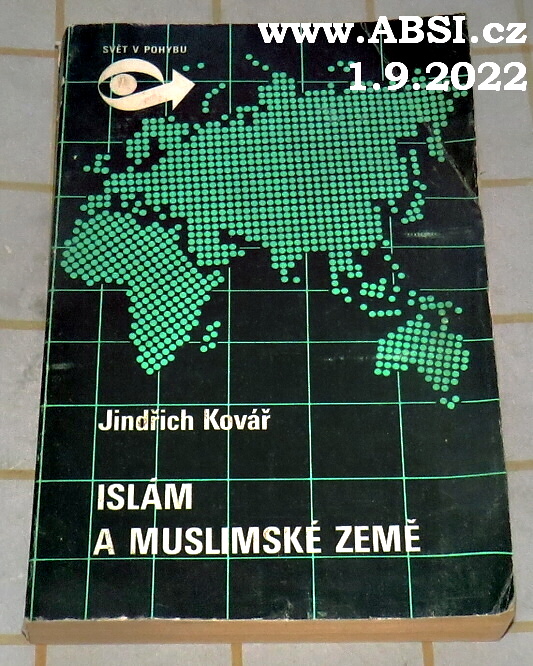 www.ABSI.cz
1.9.2022
SVĚT V POHYBU
Jindřich Kovář
ISLÁM
A MUSLIMSKÉ ZEMĚ